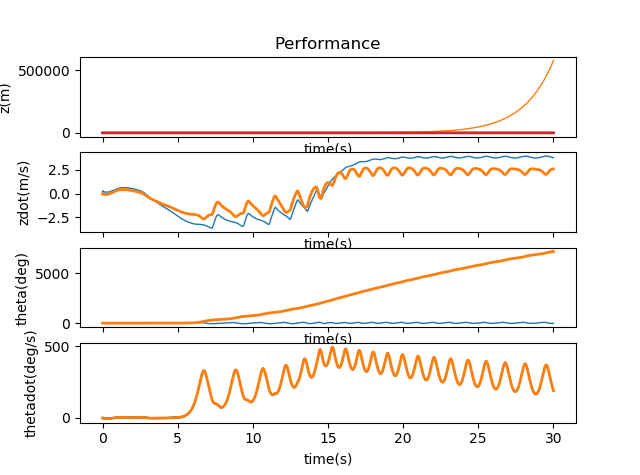 Performance
z(m)
500000
0
time(s)
zdot(m/s)
2.5
0.0
−2.5
time(s)
theta(deg)
5000
0
time(s)
thetadot(deg/s)
500
0
0 5 10 15 20 25 30
time(s)